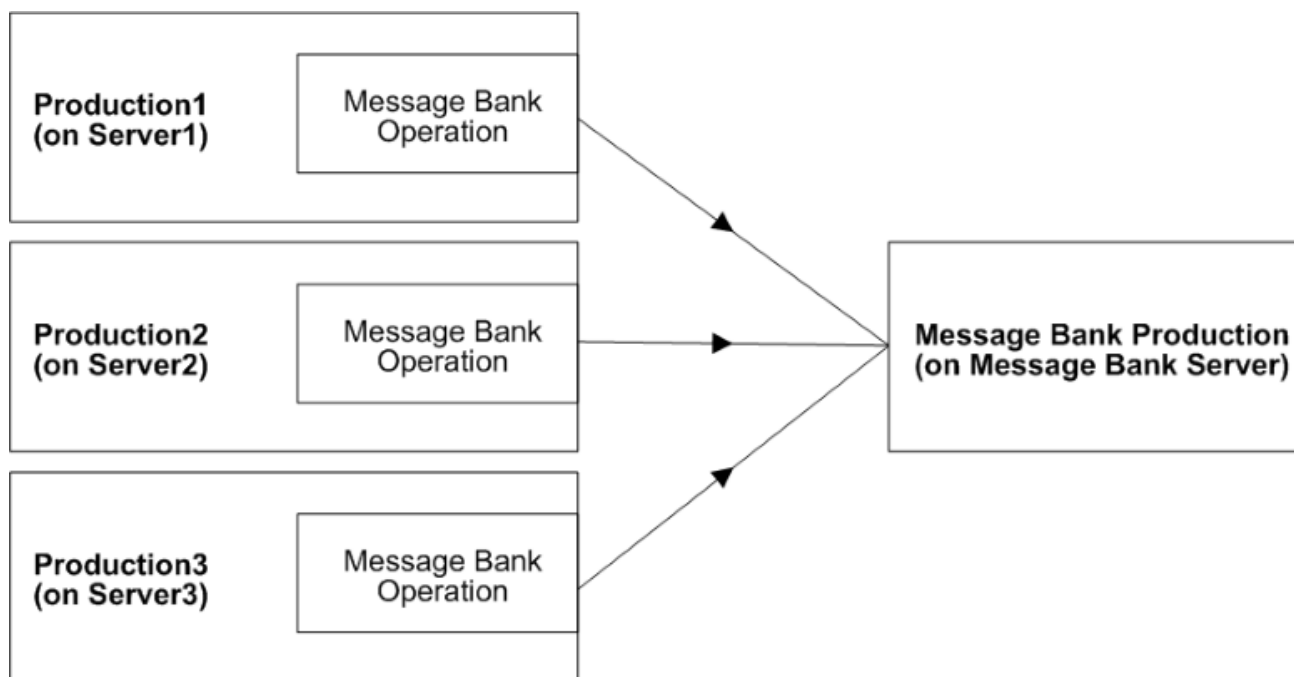 Production1
(on Server1)
Message Bank
Operation
Production2
(on Server2)
Message Bank
Operation
Message Bank Production
(on Message Bank Server)
Production3
(on Server3)
Message Bank
Operation